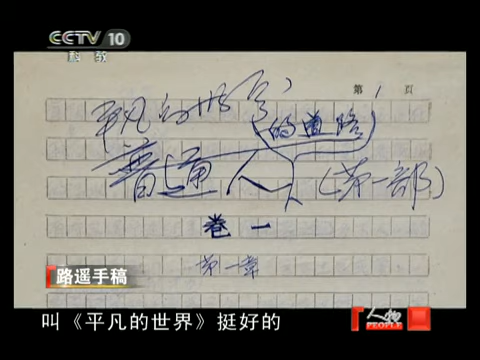 CCTV 10
科教
第1页
平凡的世界
(的道路)
普通人
(第一部)
卷一
第一章
路遥手稿
人物
PEOPLE
叫《平凡的世界》挺好的